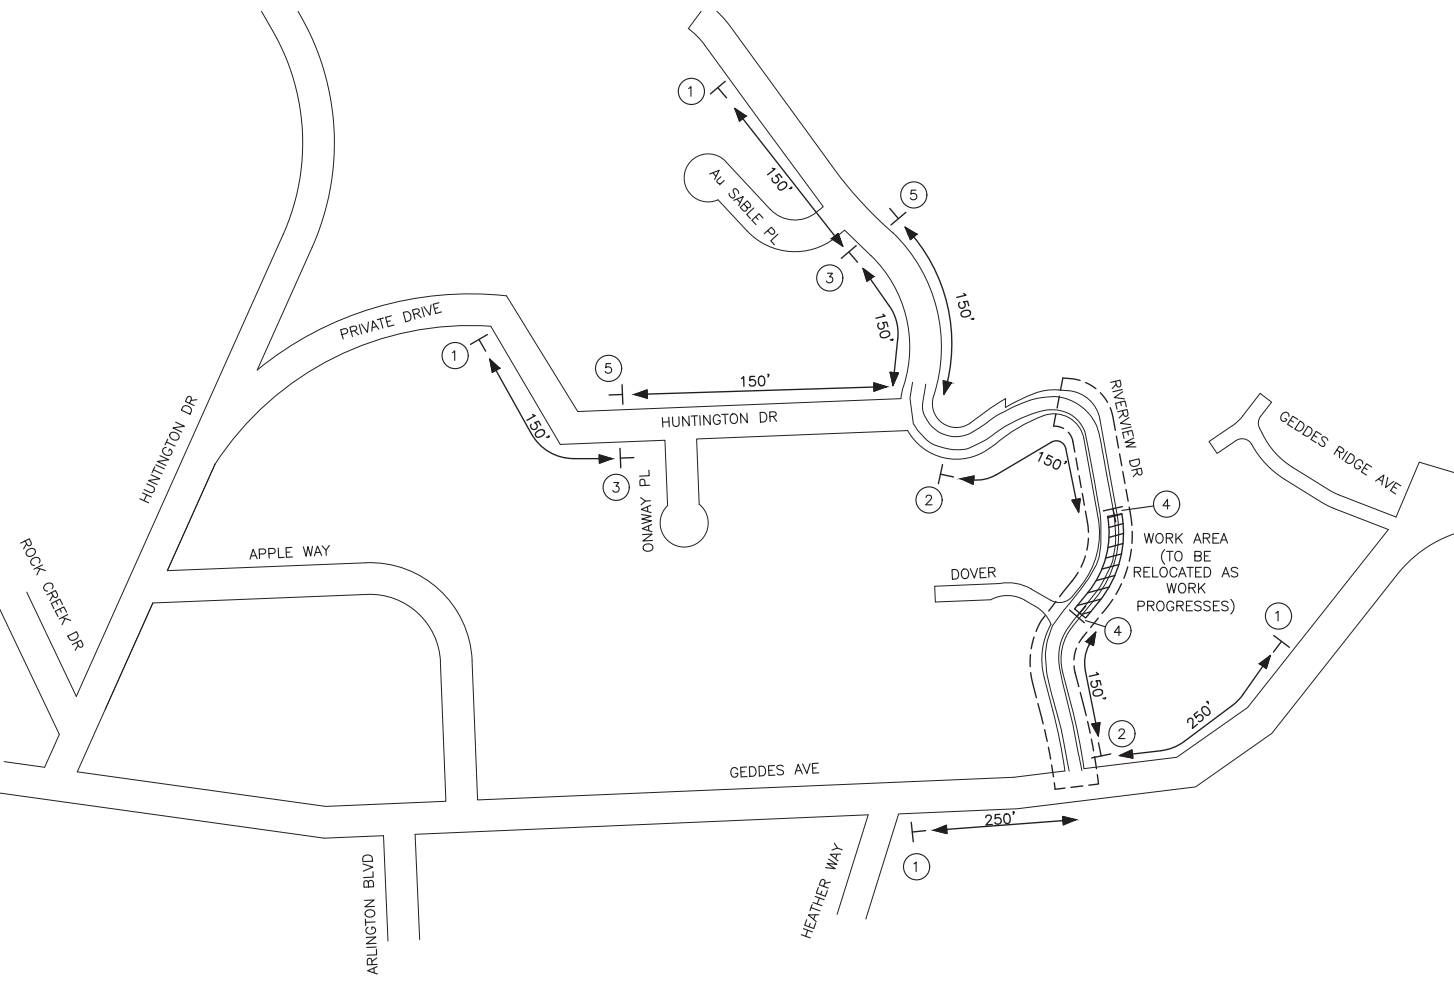 1
150'
Au SABLE PL
5
3
150'
150'
PRIVATE DRIVE
1
5
150'
HUNTINGTON DR
150'
3
ONAWAY PL
HUNTINGTON DR
RIVERVIEW DR
150'
2
4
GEDDES RIDGE AVE
WORK AREA
(TO BE
RELOCATED AS
WORK
PROGRESSES)
ROCK CREEK DR
APPLE WAY
DOVER
4
1
150'
2
250'
GEDDES AVE
250'
1
ARLINGTON BLVD
HEATHER WAY